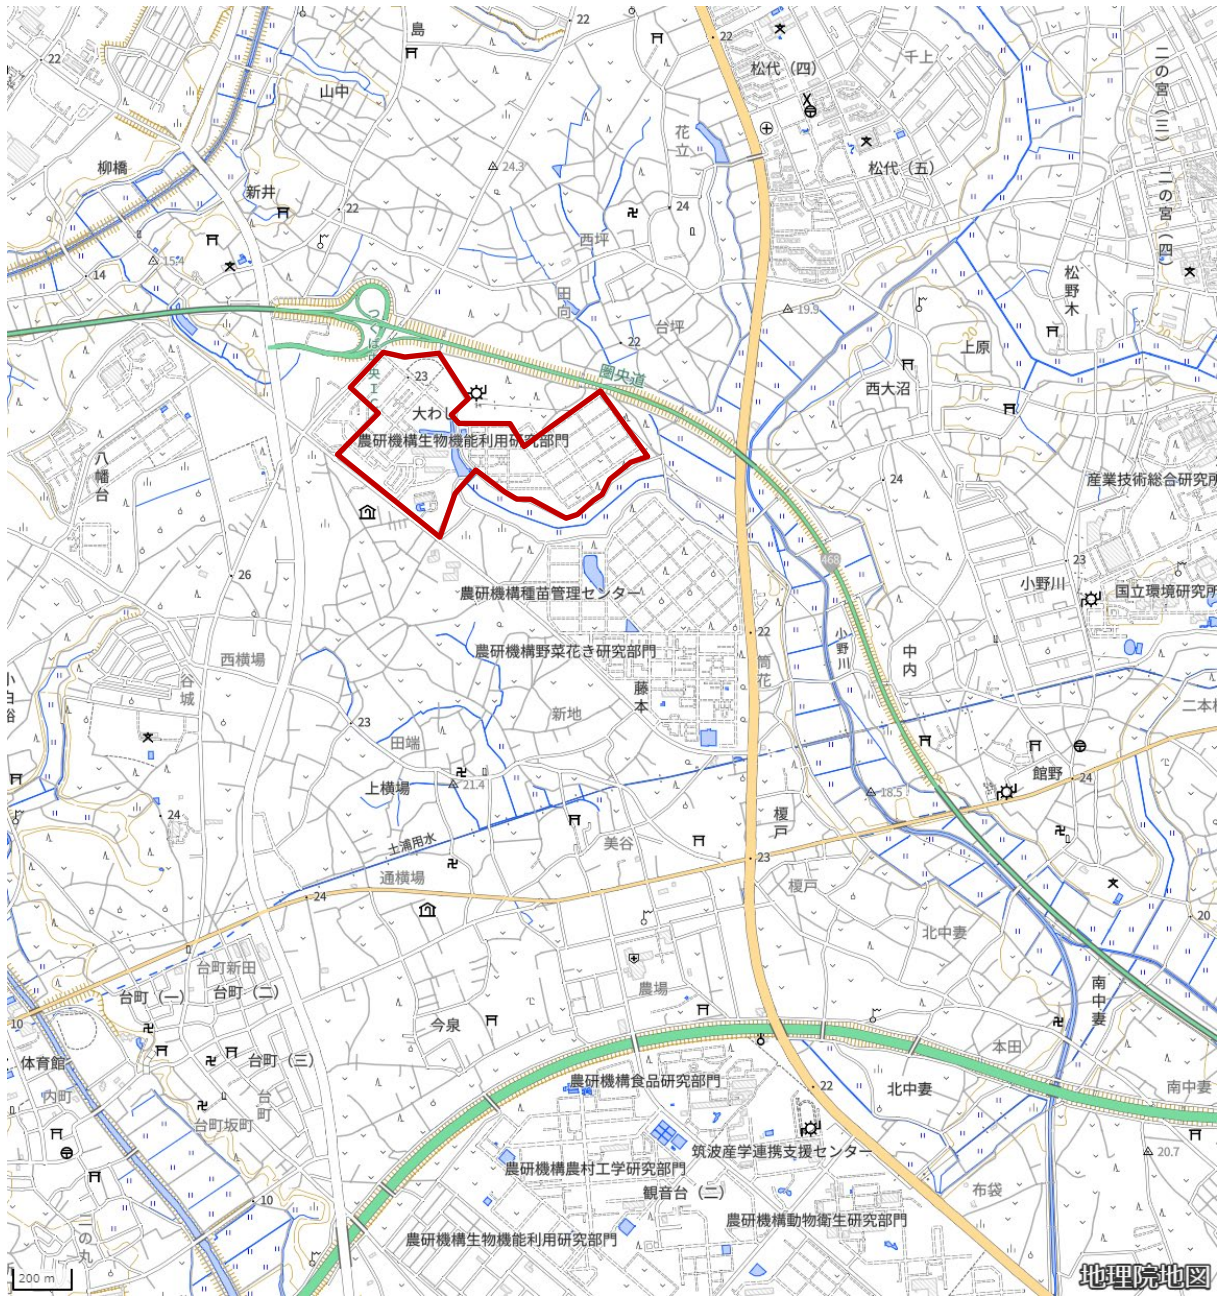 22
島
22
22
22
松代（四）
千上
二の宮（三）
山中
24.3
花立
松代（五）
柳橋
新井
22
24
二の宮（四）
西坪
14
15.4
田向
松野木
つくば中央IC
台坪
19.9
20
22
上原
圏央道
23
大わし
西大沼
農研機構生物機能利用研究部門
八幡台
24
産業技術総合研究所
468
23
26
農研機構種苗管理センター
小野川
国立環境研究所
22
小野川
農研機構野菜花き研究部門
筒花
中内
西横場
谷城
藤本
新地
23
田端
館野
24
上横場
21.4
18.5
24
榎戸
土浦用水
美谷
23
通横場
24
榎戸
20
北中妻
台町新田
台町（二）
台町（一）
農場
南中妻
10
今泉
体育館
台町（三）
本田
内町
台町
農研機構食品研究部門
22
北中妻
南中妻
台町坂町
筑波産学連携支援センター
20.7
農研機構農村工学研究部門
観音台（二）
布袋
10
二の丸
農研機構生物機能利用研究部門
農研機構動物衛生研究部門
200 m
地理院地図